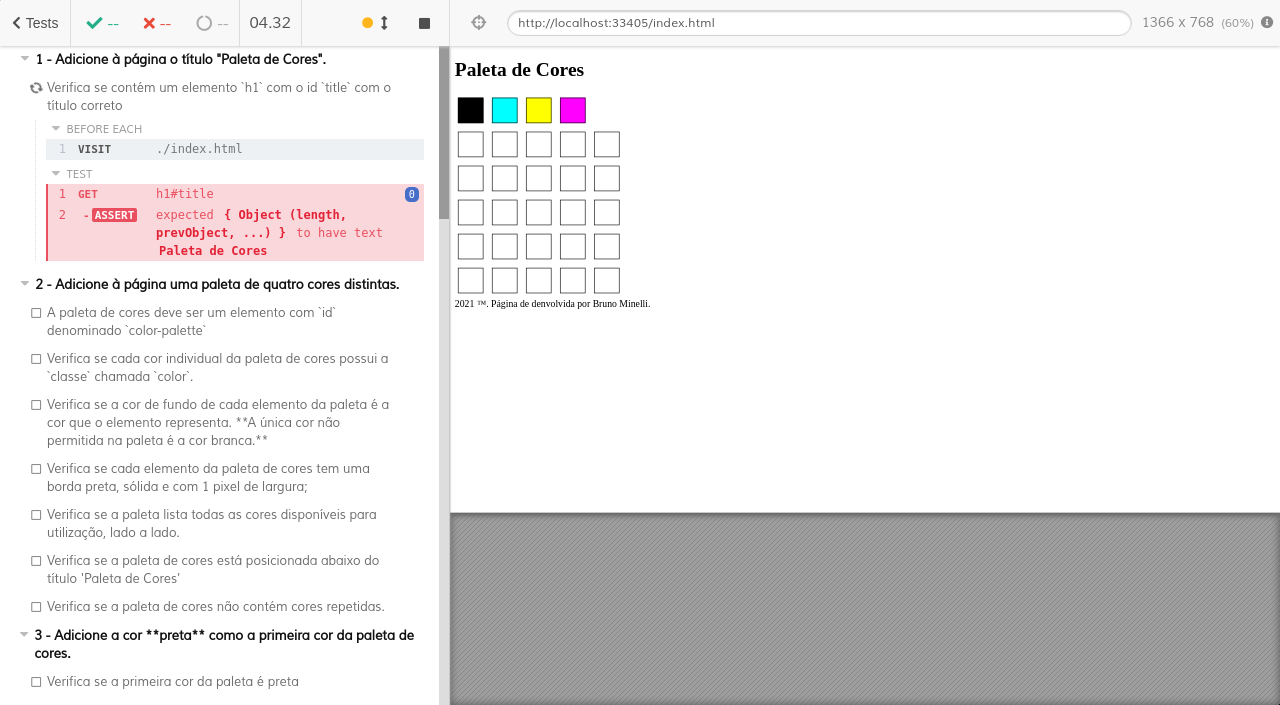 Tests -- -- -- 04.32
http://localhost:33405/index.html 1366 x 768 (60%)
1 - Adicione à página o título "Paleta de Cores".
Verifica se contém um elemento `h1` com o id `title` com o
título correto
BEFORE EACH
1 VISIT ./index.html
TEST
1 GET h1#title 0
2 -ASSERT expected { Object (length,
prevObject, ...) } to have text
Paleta de Cores
2 - Adicione à página uma paleta de quatro cores distintas.
A paleta de cores deve ser um elemento com `id`
denominado `color-palette`
Verifica se cada cor individual da paleta de cores possui a
`classe` chamada `color`.
Verifica se a cor de fundo de cada elemento da paleta é a
cor que o elemento representa. **A única cor não
permitida na paleta é a cor branca.**
Verifica se cada elemento da paleta de cores tem uma
borda preta, sólida e com 1 pixel de largura;
Verifica se a paleta lista todas as cores disponíveis para
utilização, lado a lado.
Verifica se a paleta de cores está posicionada abaixo do
título 'Paleta de Cores'
Verifica se a paleta de cores não contém cores repetidas.
3 - Adicione a cor **preta** como a primeira cor da paleta de
cores.
Verifica se a primeira cor da paleta é preta
Paleta de Cores
2021 ™. Página de denvolvida por Bruno Minelli.